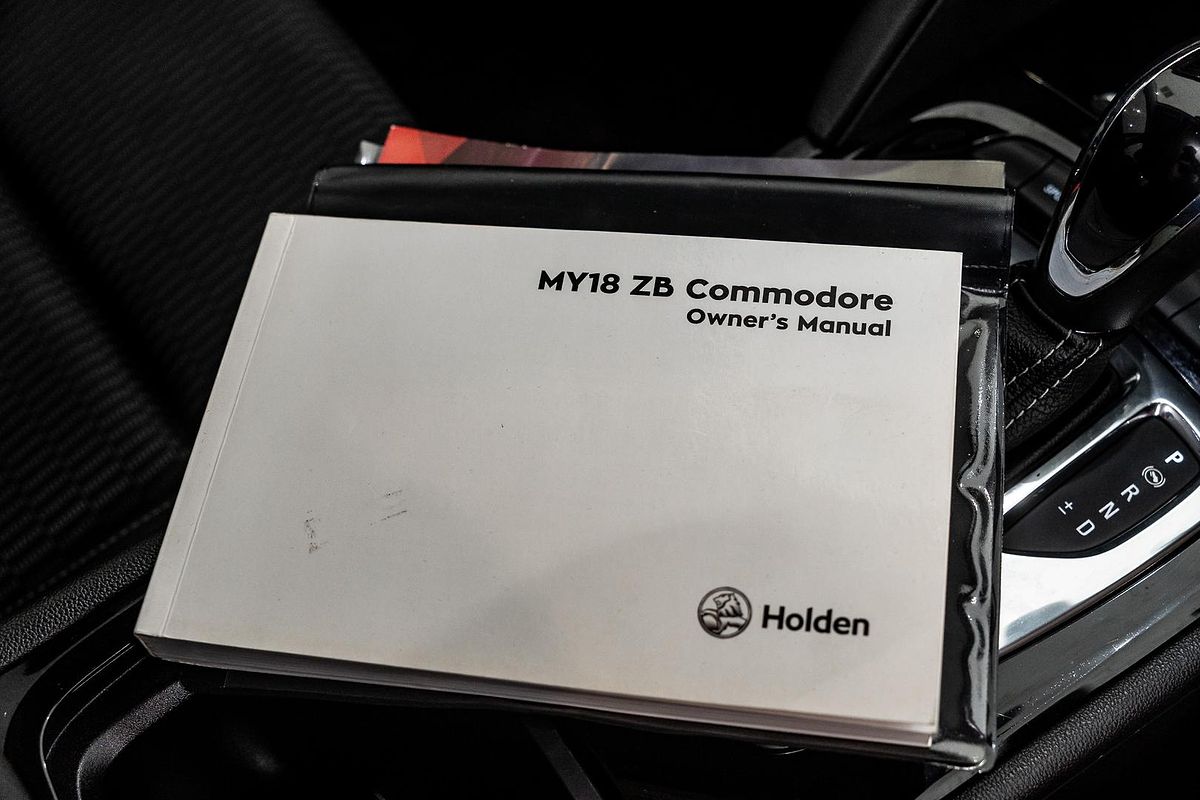 MY18 ZB Commodore
Owner's Manual
Holden
P
R
N
D
±